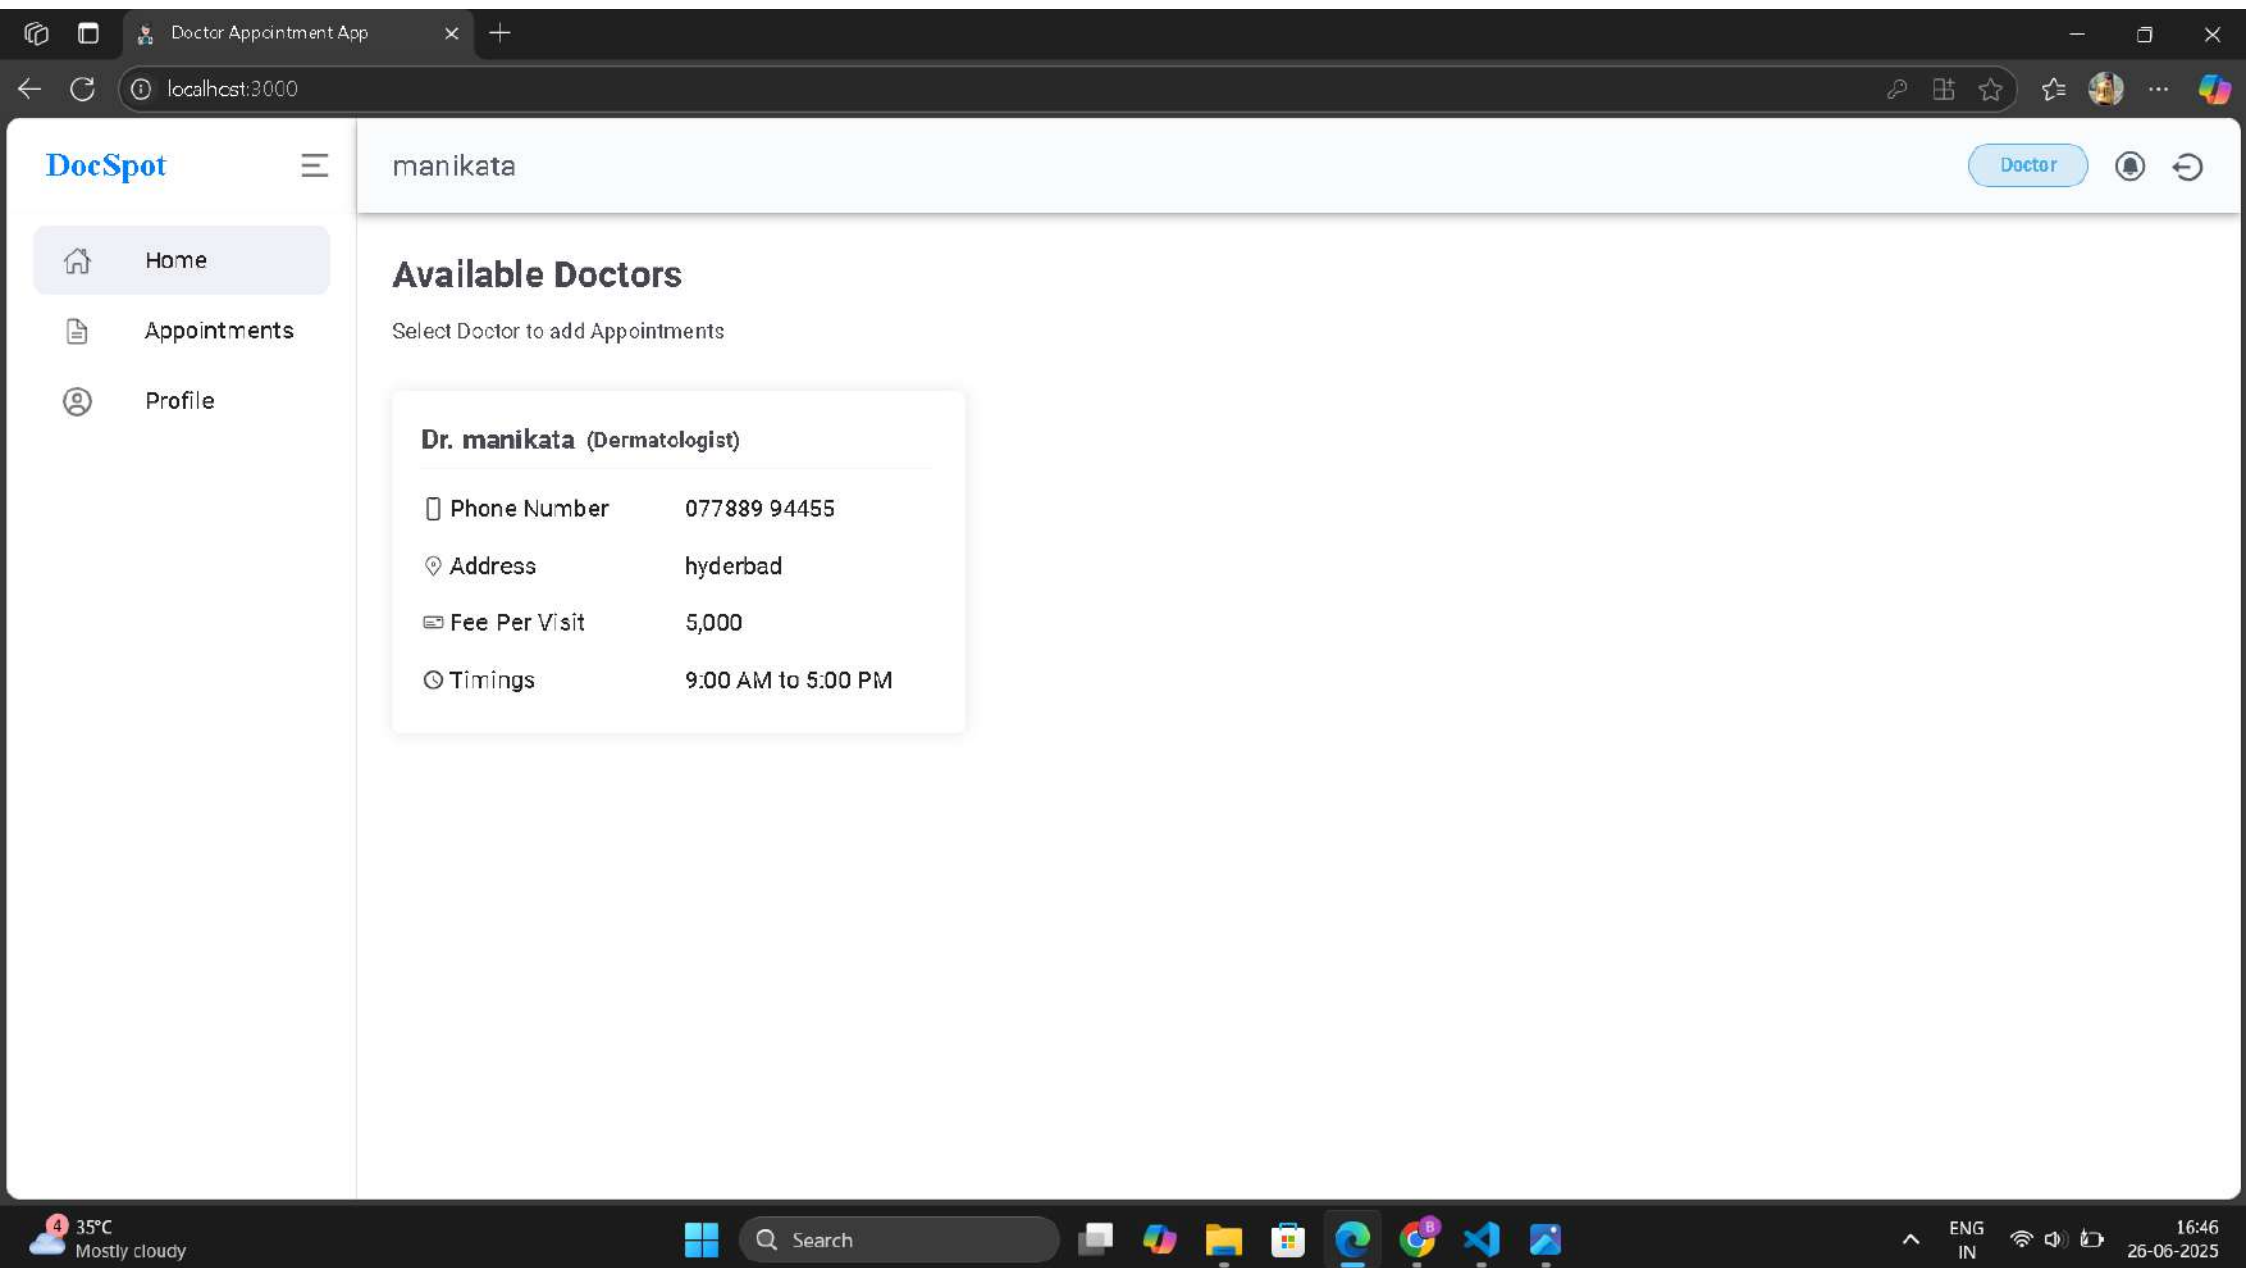 Doctor Appointment App
localhost:3000
DocSpot
manikata
Doctor
Home
Appointments
Profile
Available Doctors
Select Doctor to add Appointments
Dr. manikata (Dermatologist)
Phone Number 077889 94455
Address hyderbad
Fee Per Visit 5,000
Timings 9:00 AM to 5:00 PM
4
35°C
Mostly cloudy
Search
B
ENG
IN
16:46
26-06-2025